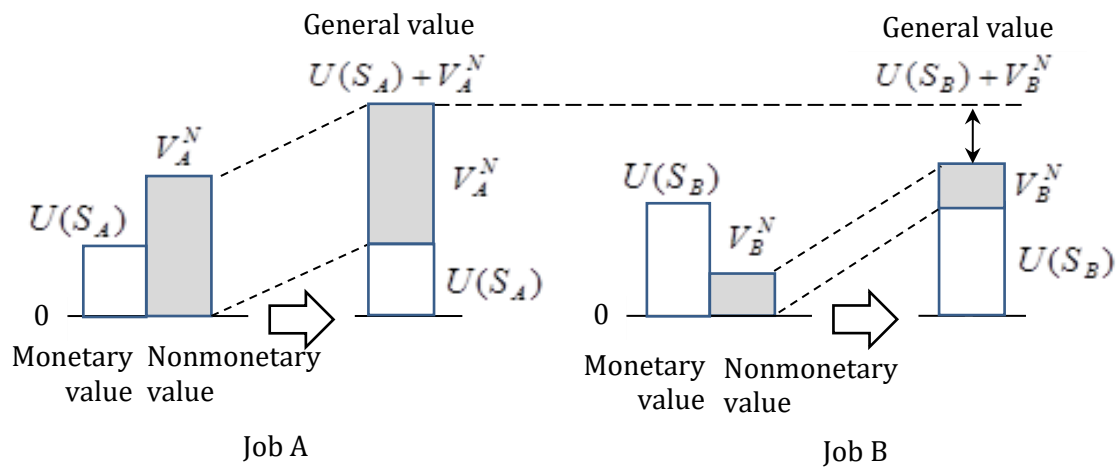 General value
U(S_A) + V_A^N
V_A^N
U(S_A)
V_A^N
U(S_A)
0
Monetary value
Nonmonetary value
Job A
General value
U(S_B) + V_B^N
U(S_B)
V_B^N
V_B^N
U(S_B)
0
Monetary value
Nonmonetary value
Job B